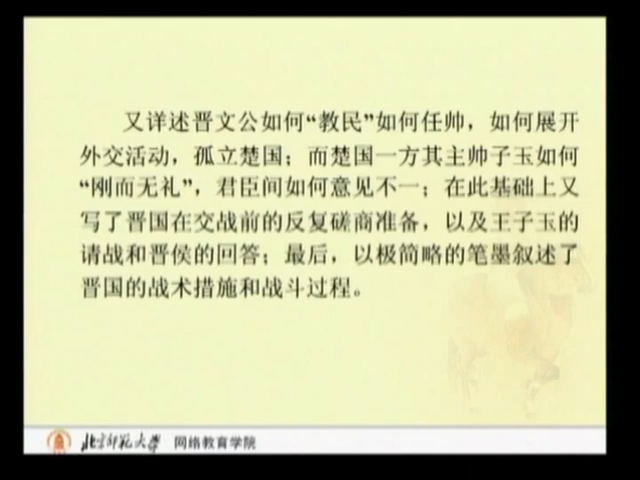 又详述晋文公如何“教民”如何任帅，如何展开
外交活动，孤立楚国；而楚国一方其主帅子玉如何
“刚而无礼”，君臣间如何意见不一；在此基础上又
写了晋国在交战前的反复磋商准备，以及王子玉的
请战和晋侯的回答；最后，以极简略的笔墨叙述了
晋国的战术措施和战斗过程。
北京师范大学 网络教育学院